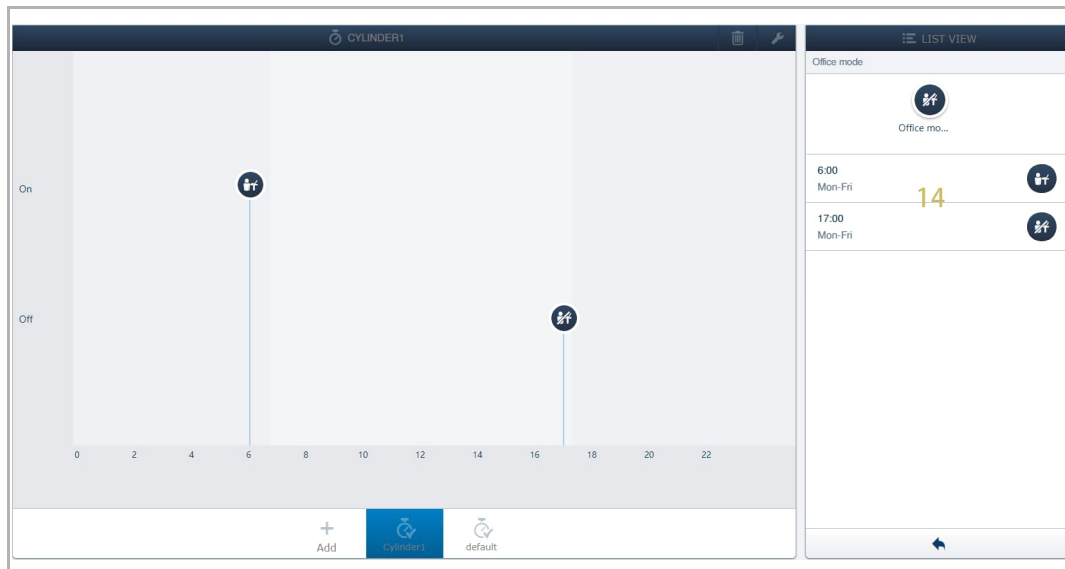 CYLINDER1
On
Off
0 2 4 6 8 10 12 14 16 18 20 22
Add
Cylinder1
default
LIST VIEW
Office mode
Office mo...
6:00
Mon-Fri
14
17:00
Mon-Fri